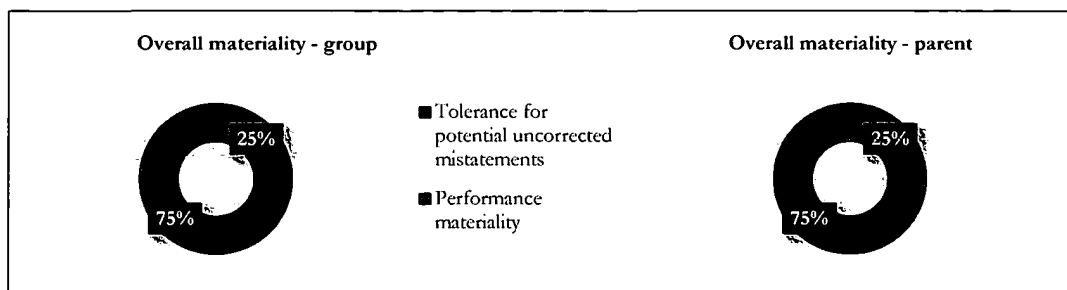 Overall materiality - group
Overall materiality - parent
25%
75%
Tolerance for
potential uncorrected
mistatements
Performance
materiality
25%
75%